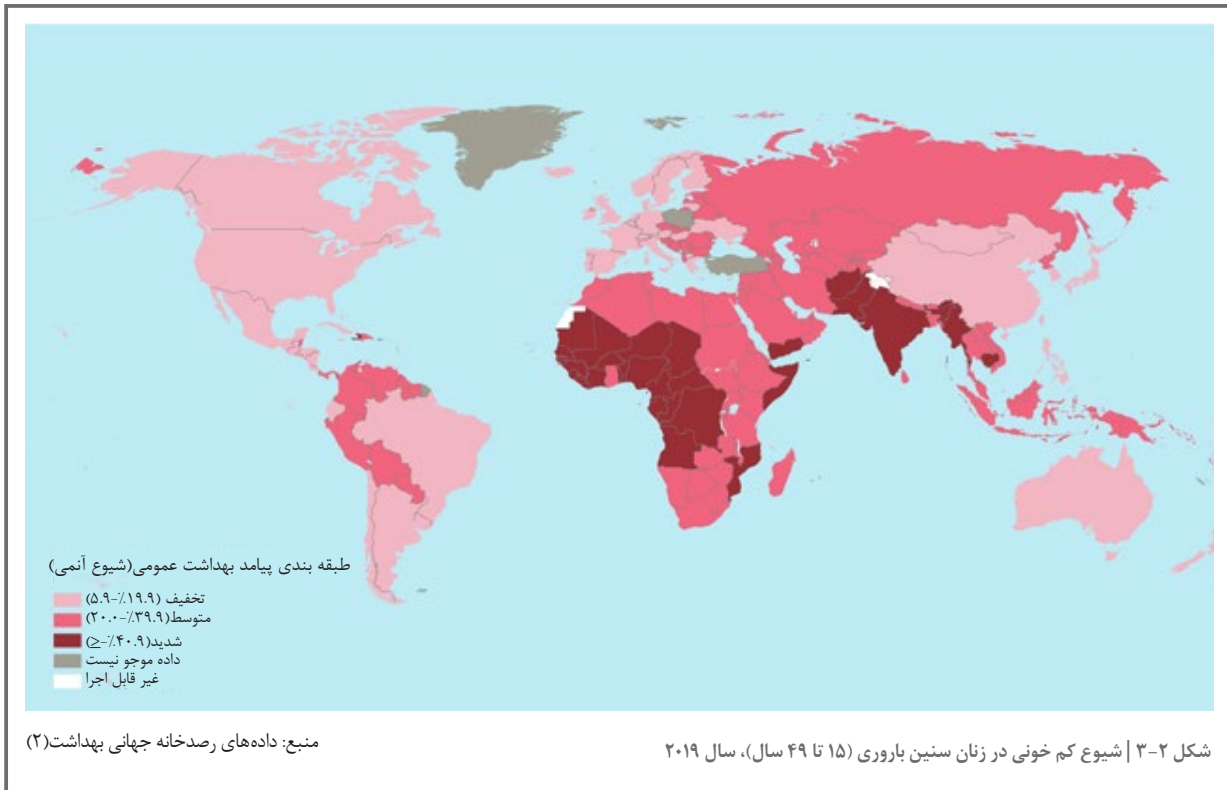 طبقه بندی پیامد بهداشت عمومی(شیوع آنمی)
تخفیف (۱۹.۹٪-۵.۹)
متوسط(۳۹.۹٪-۲۰.۰)
شدید(۴۰.۹٪-≥)
داده موجو نیست
غیر قابل اجرا
شکل ۲-۳ | شیوع کم خونی در زنان سنین باروری (۱۵ تا ۴۹ سال)، سال ۲۰۱۹
منبع: داده‌های رصدخانه جهانی بهداشت(۲)